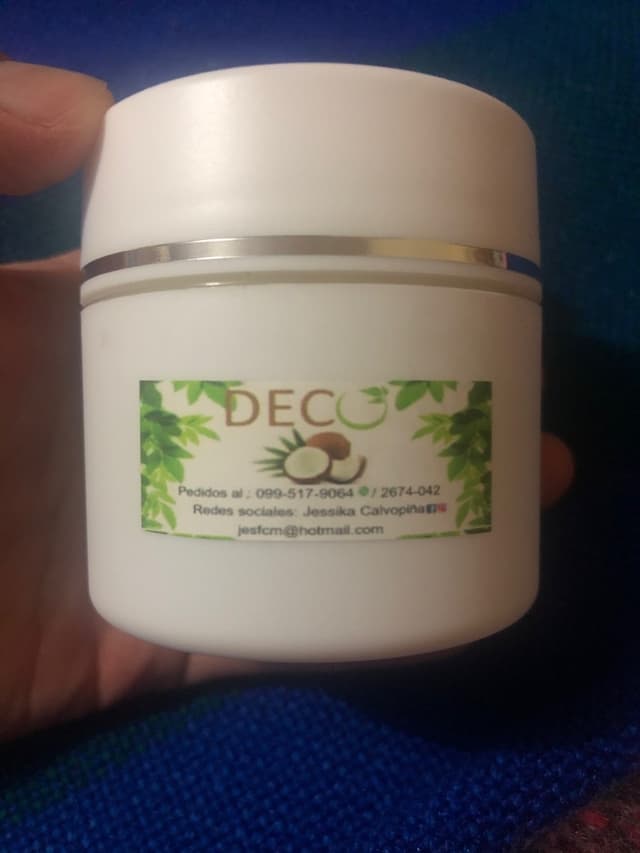 DECO
Pedidos al ; 099-517-9064 / 2674-042
Redes sociales: Jessika Calvopiña
jesfcm@hotmail.com